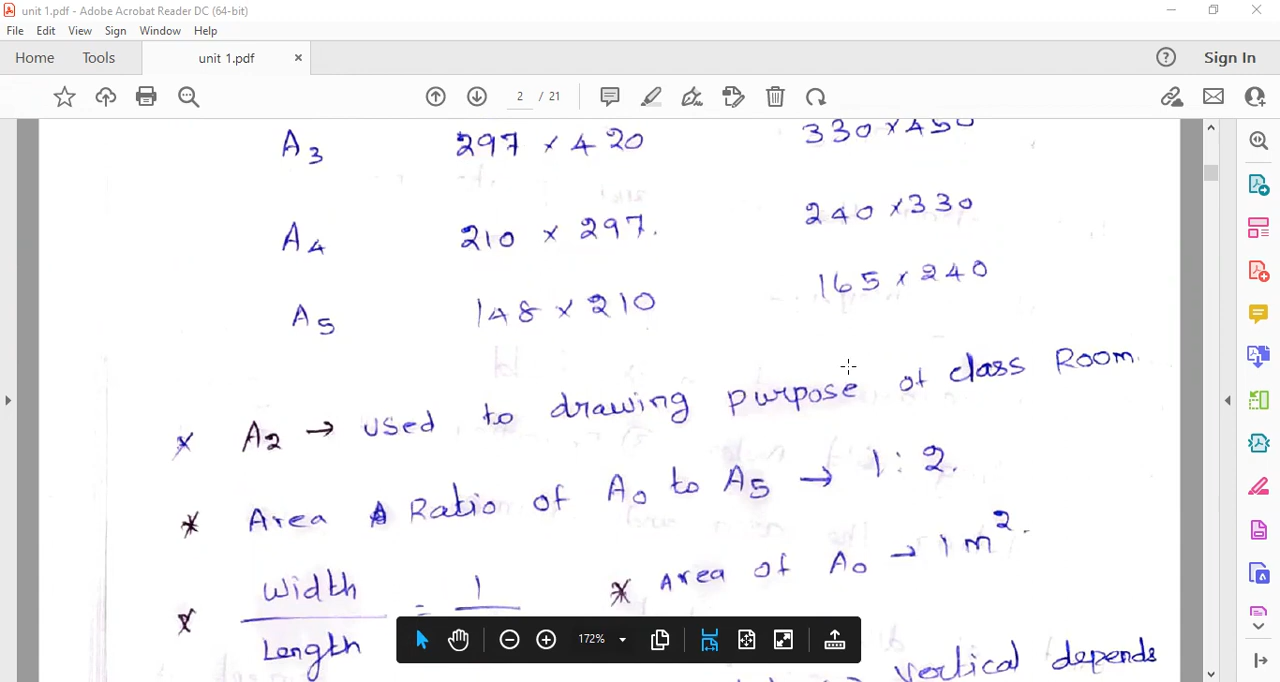 unit 1.pdf - Adobe Acrobat Reader DC (64-bit)
File Edit View Sign Window Help
Home Tools unit 1.pdf × Sign In
2 / 21
A3 297 × 420 330 × 450
A4 210 × 297. 240 × 330
A5 148 × 210 165 × 240
× A2 → used to drawing purpose of class Room
* Area Ratio of A0 to A5 → 1 : 2.
* Width / Length = 1 * Area of A0 → 1 m².
172%
vertical depends